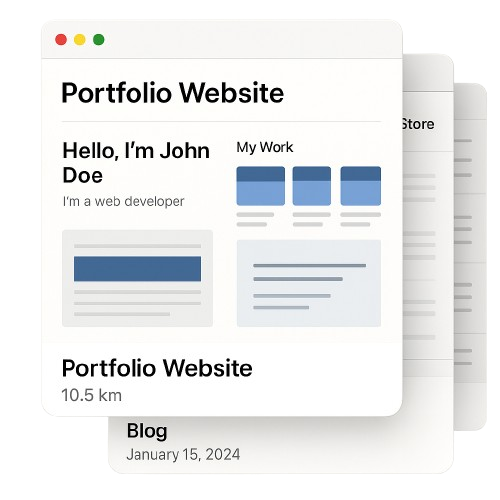 Portfolio Website
Hello, I'm John
Doe
I'm a web developer
My Work
Portfolio Website
10.5 km
Store
Blog
January 15, 2024